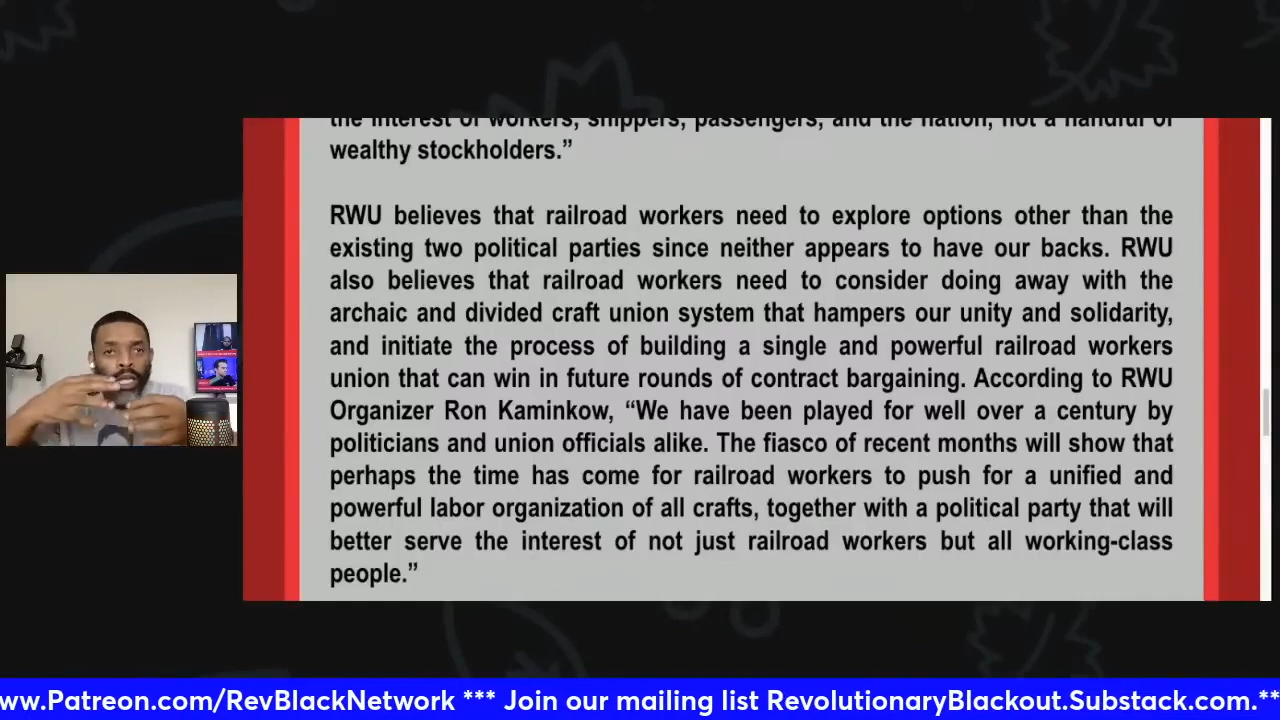 the interest of workers, shippers, passengers, and the nation, not a handful of
wealthy stockholders.”
RWU believes that railroad workers need to explore options other than the
existing two political parties since neither appears to have our backs. RWU
also believes that railroad workers need to consider doing away with the
archaic and divided craft union system that hampers our unity and solidarity,
and initiate the process of building a single and powerful railroad workers
union that can win in future rounds of contract bargaining. According to RWU
Organizer Ron Kaminkow, “We have been played for well over a century by
politicians and union officials alike. The fiasco of recent months will show that
perhaps the time has come for railroad workers to push for a unified and
powerful labor organization of all crafts, together with a political party that will
better serve the interest of not just railroad workers but all working-class
people.”
ww.Patreon.com/RevBlackNetwork *** Join our mailing list RevolutionaryBlackout.Substack.com.**